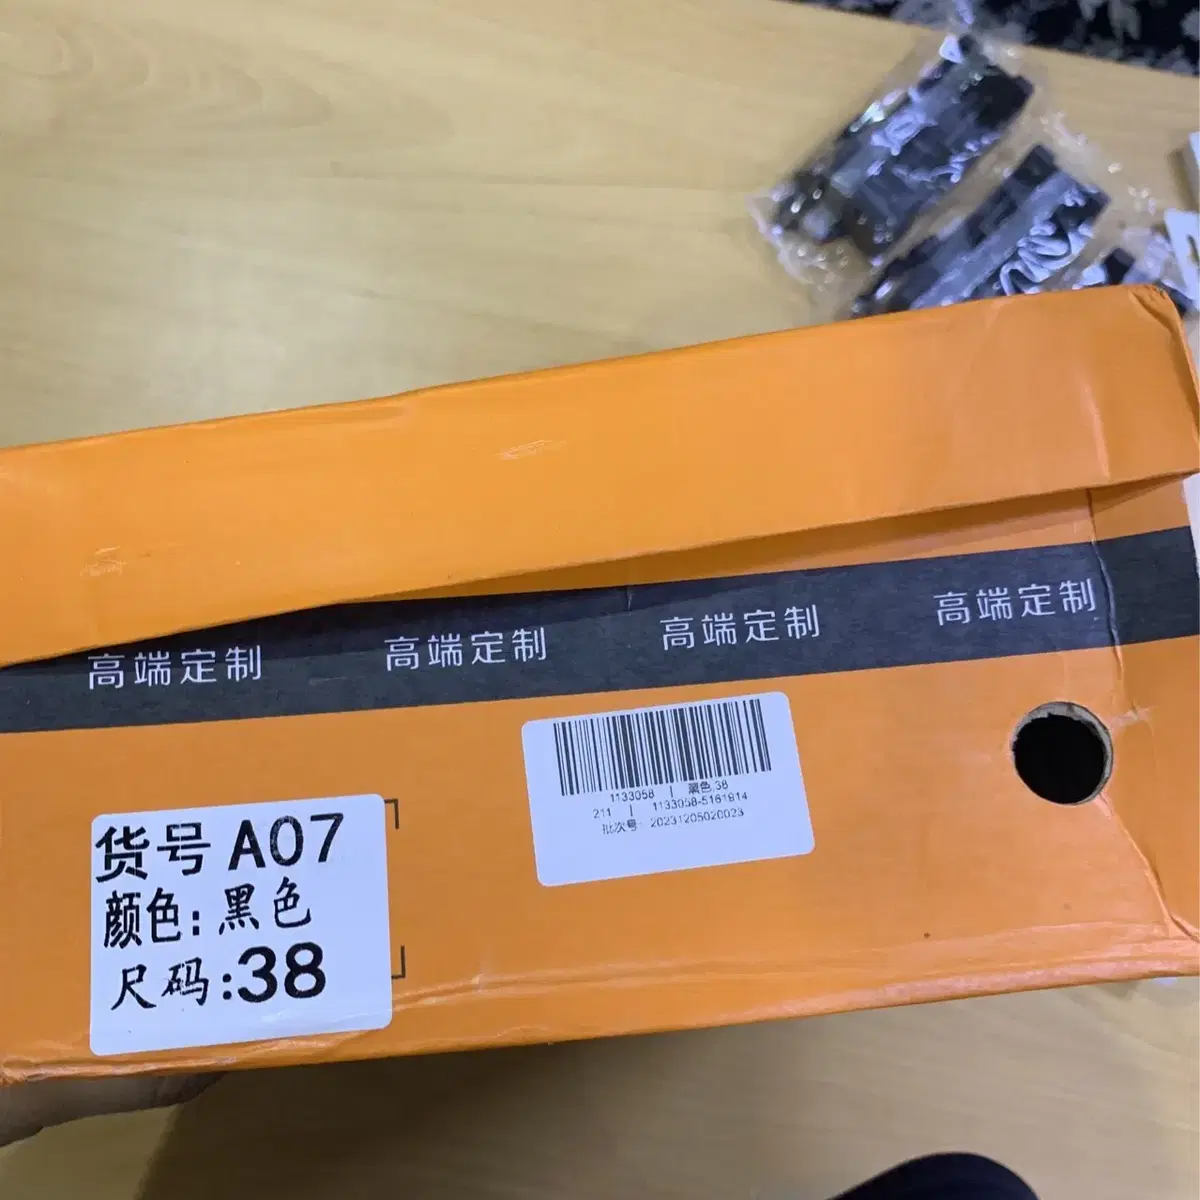 高端定制 高端定制 高端定制 高端定制
1133058 | 黑色,38
211 | 1133058-5161914
批次号: 20231205020023
货号 A07
颜色: 黑色
尺码:38